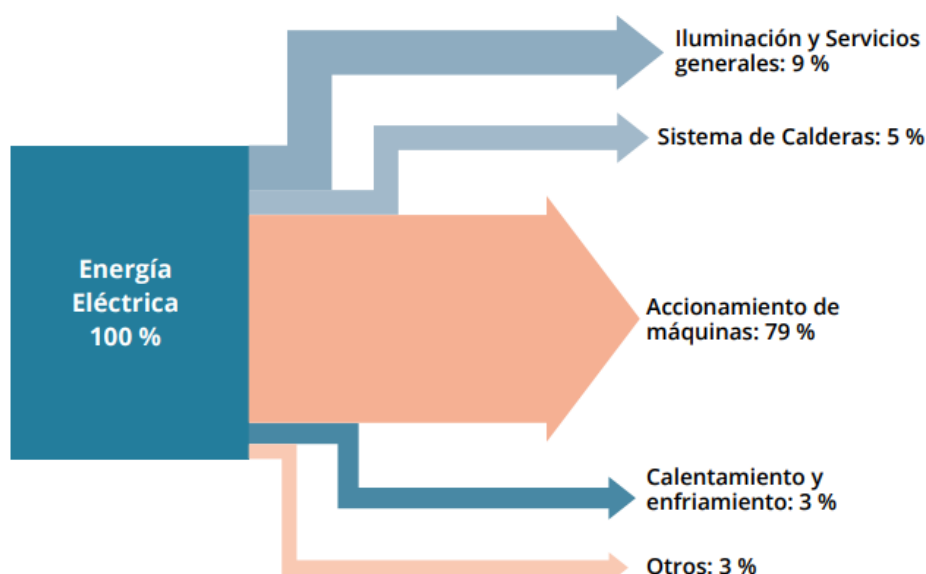 Iluminación y Servicios
generales: 9 %
Sistema de Calderas: 5 %
Energía
Eléctrica
100 %
Accionamiento de
máquinas: 79 %
Calentamiento y
enfriamiento: 3 %
Otros: 3 %